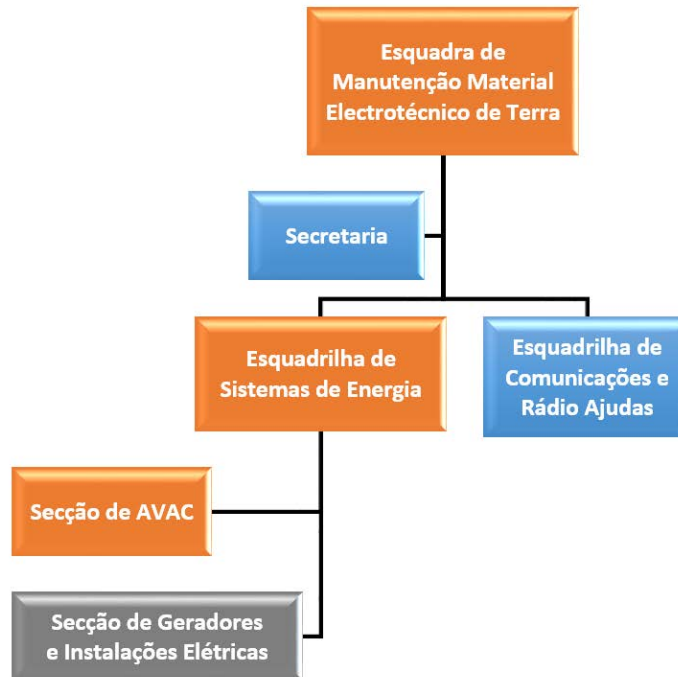 Esquadra de
Manutenção Material
Electrotécnico de Terra
Secretaria
Esquadrilha de
Sistemas de Energia
Esquadrilha de
Comunicações e
Rádio Ajudas
Secção de AVAC
Secção de Geradores
e Instalações Elétricas